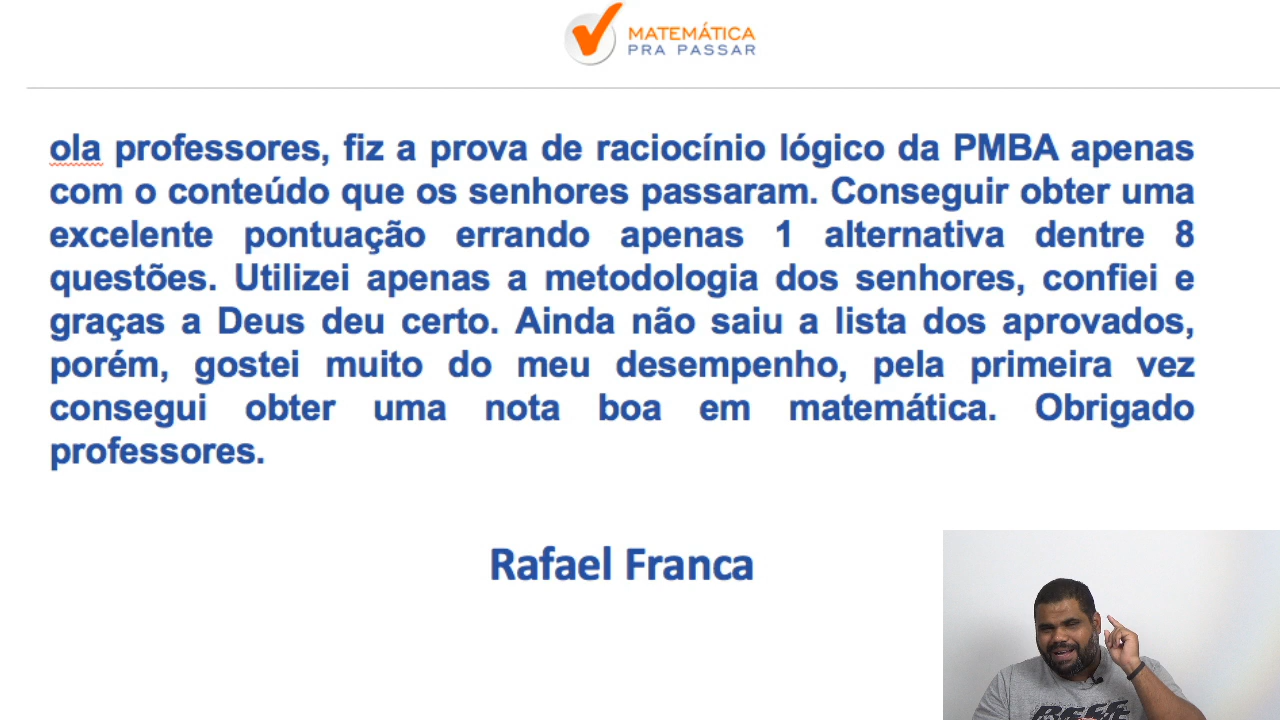 MATEMÁTICA
PRA PASSAR
ola professores, fiz a prova de raciocínio lógico da PMBA apenas
com o conteúdo que os senhores passaram. Conseguir obter uma
excelente pontuação errando apenas 1 alternativa dentre 8
questões. Utilizei apenas a metodologia dos senhores, confiei e
graças a Deus deu certo. Ainda não saiu a lista dos aprovados,
porém, gostei muito do meu desempenho, pela primeira vez
consegui obter uma nota boa em matemática. Obrigado
professores.
Rafael Franca